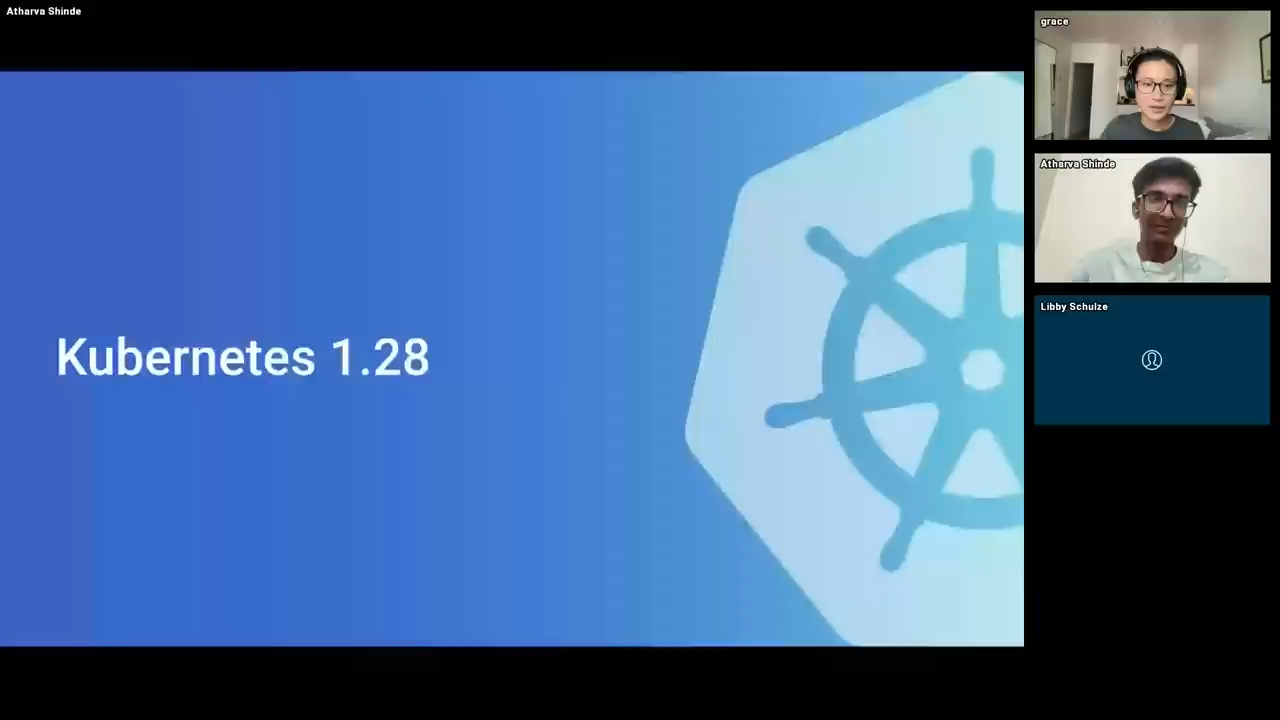 Atharva Shinde
Kubernetes 1.28
grace
Atharva Shinde
Libby Schulze